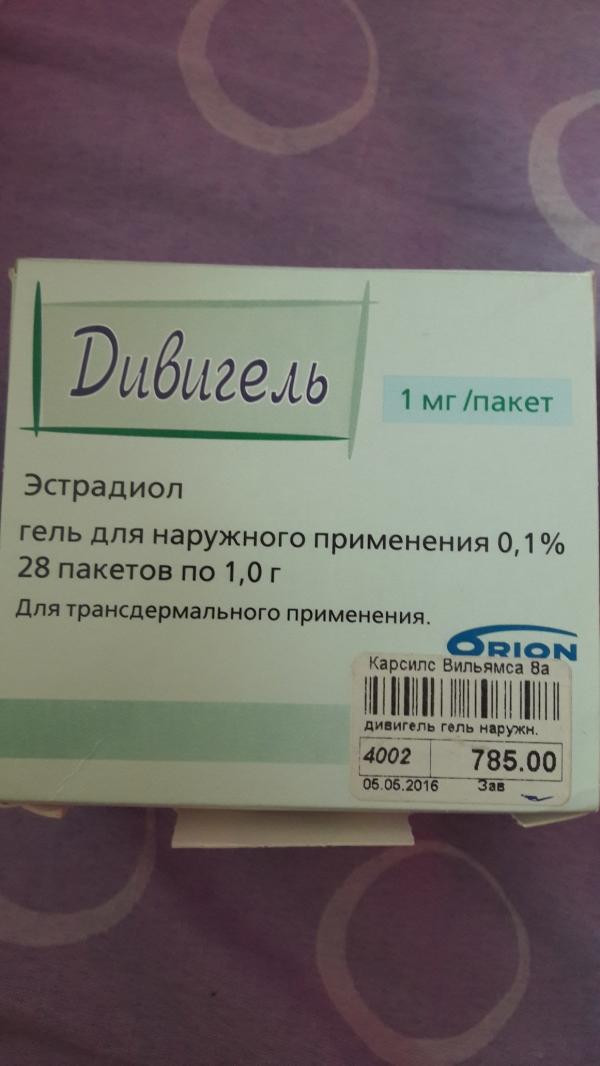 Дивигель
1 мг/пакет
Эстрадиол
гель для наружного применения 0,1%
28 пакетов по 1,0 г
Для трансдермального применения.
ORION
Карсилс Вильямса 8а
дивигель гель наружн.
4002
785.00
05.05.2016
Зав